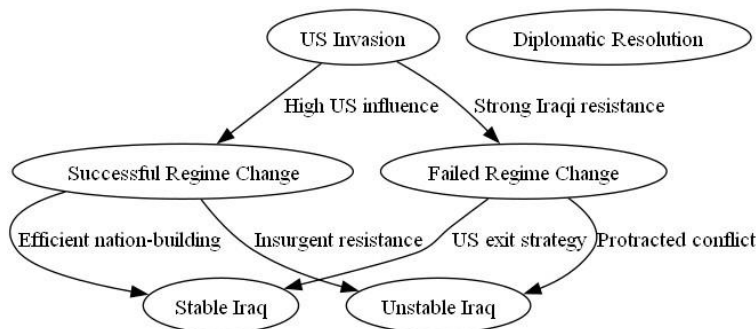 US Invasion
Diplomatic Resolution
High US influence
Strong Iraqi resistance
Successful Regime Change
Failed Regime Change
Efficient nation-building
Insurgent resistance
US exit strategy
Protracted conflict
Stable Iraq
Unstable Iraq